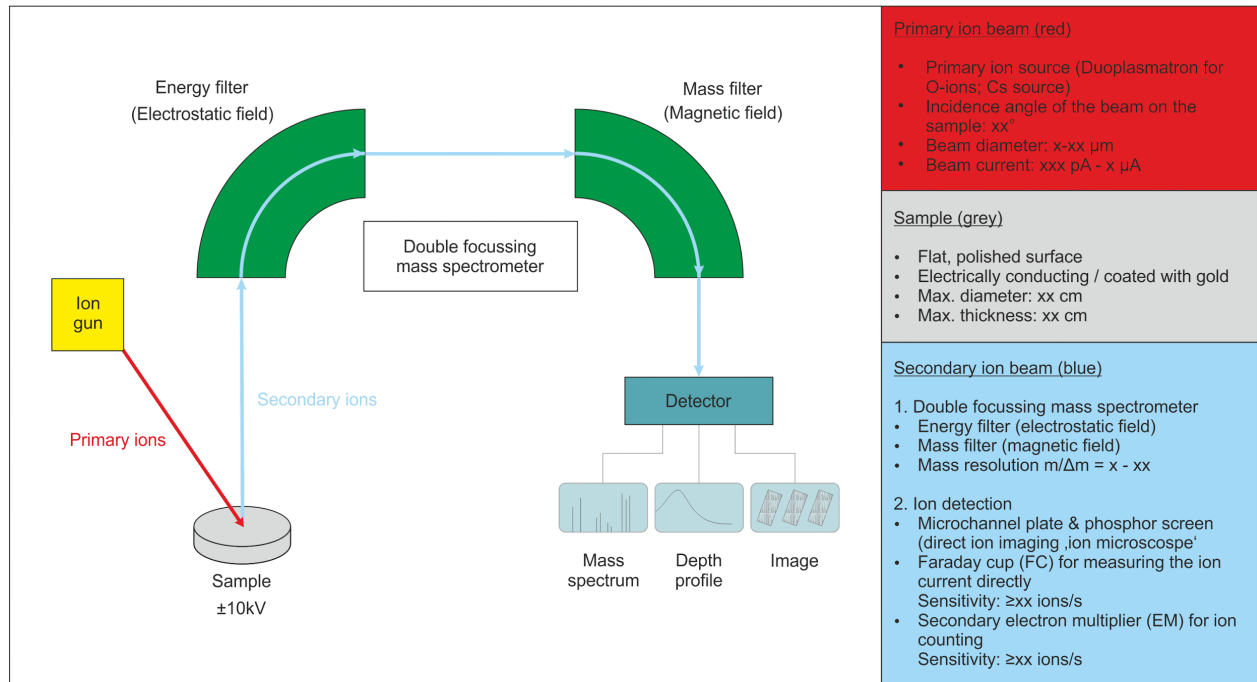 Energy filter
(Electrostatic field)
Mass filter
(Magnetic field)
Double focussing
mass spectrometer
Ion
gun
Secondary ions
Primary ions
Detector
Sample
±10kV
Mass
spectrum
Depth
profile
Image
Primary ion beam (red)
• Primary ion source (Duoplasmatron for
O-ions; Cs source)
• Incidence angle of the beam on the
sample: xx°
• Beam diameter: x-xx µm
• Beam current: xxx pA - x µA
Sample (grey)
• Flat, polished surface
• Electrically conducting / coated with gold
• Max. diameter: xx cm
• Max. thickness: xx cm
Secondary ion beam (blue)
1. Double focussing mass spectrometer
• Energy filter (electrostatic field)
• Mass filter (magnetic field)
• Mass resolution m/Δm = x - xx
2. Ion detection
• Microchannel plate & phosphor screen
(direct ion imaging ‚ion microscospe‘
• Faraday cup (FC) for measuring the ion
current directly
Sensitivity: ≥xx ions/s
• Secondary electron multiplier (EM) for ion
counting
Sensitivity: ≥xx ions/s